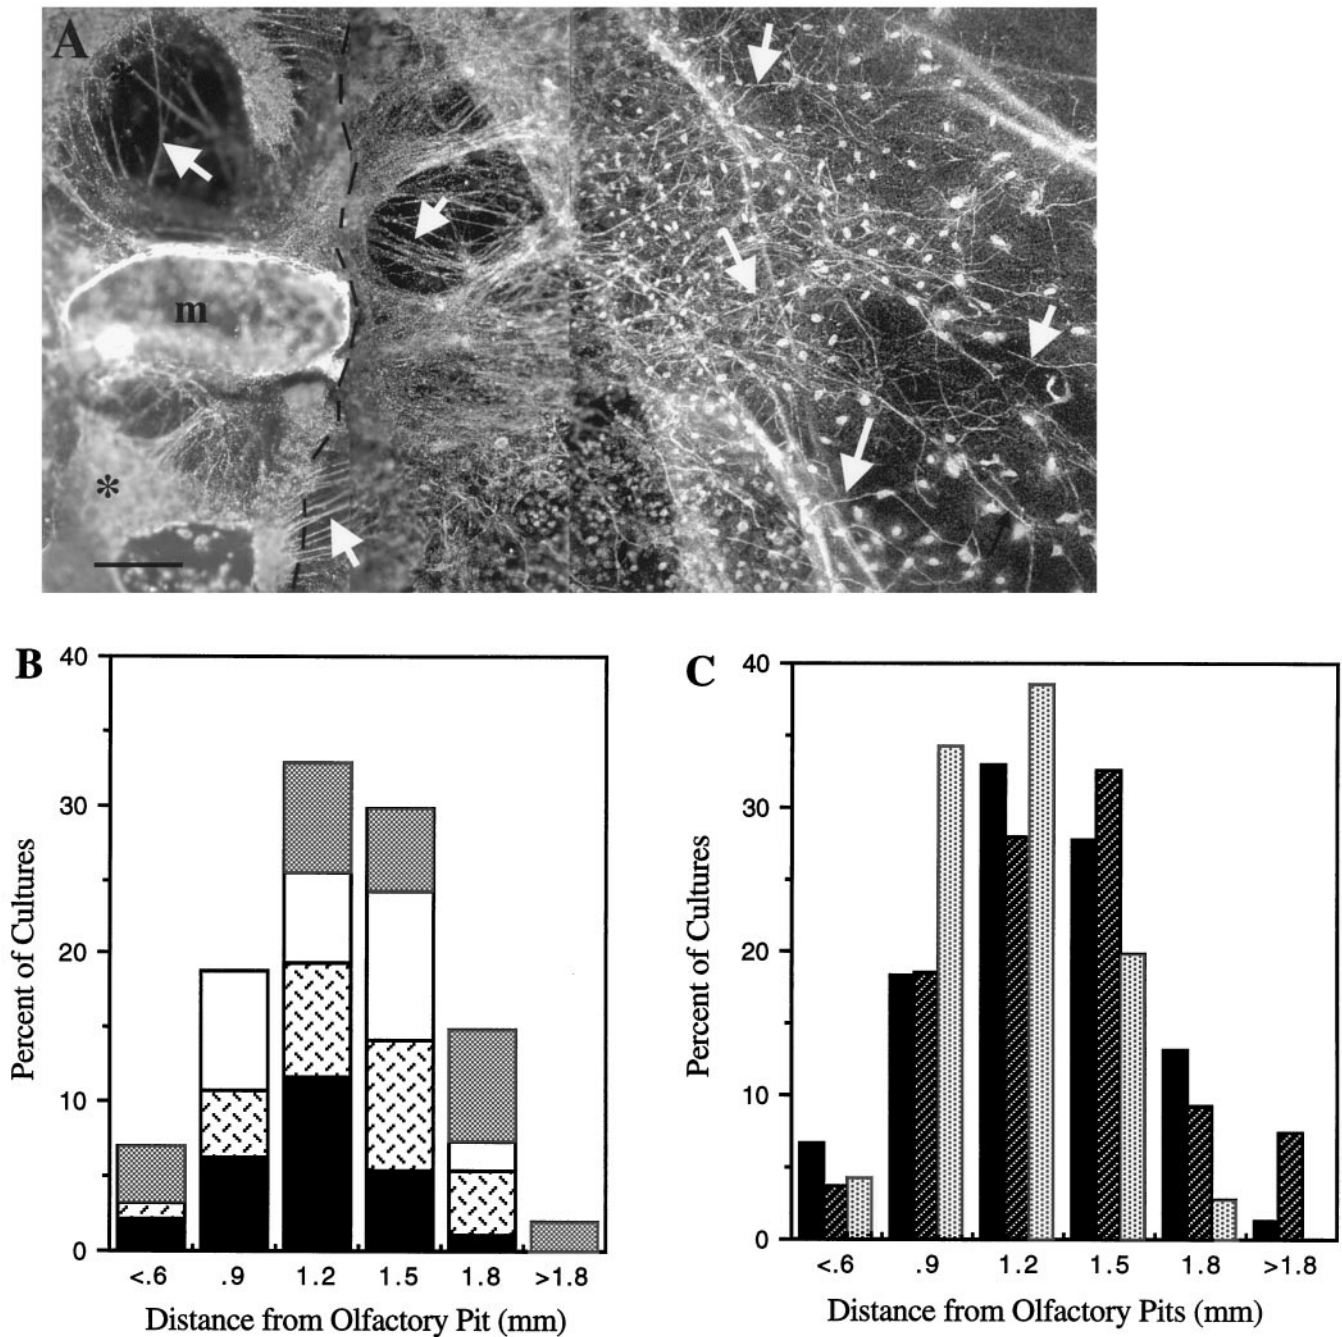 A
*
m
*
B
40
30
20
10
0
Percent of Cultures
<.6 .9 1.2 1.5 1.8 >1.8
Distance from Olfactory Pit (mm)
C
40
30
20
10
0
Percent of Cultures
<.6 .9 1.2 1.5 1.8 >1.8
Distance from Olfactory Pits (mm)